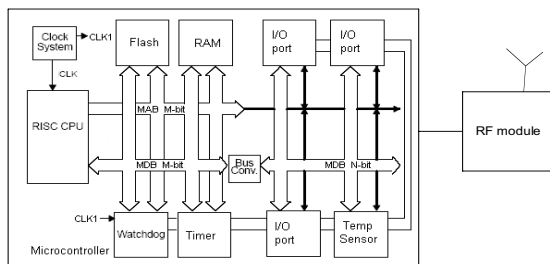 Clock
System
CLK1
CLK
Flash
RAM
I/O
port
I/O
port
RISC CPU
MAB M-bit
MDB M-bit
Bus
Conv.
MDB N-bit
RF module
CLK1
Watchdog
Timer
I/O
port
Temp
Sensor
Microcontroller